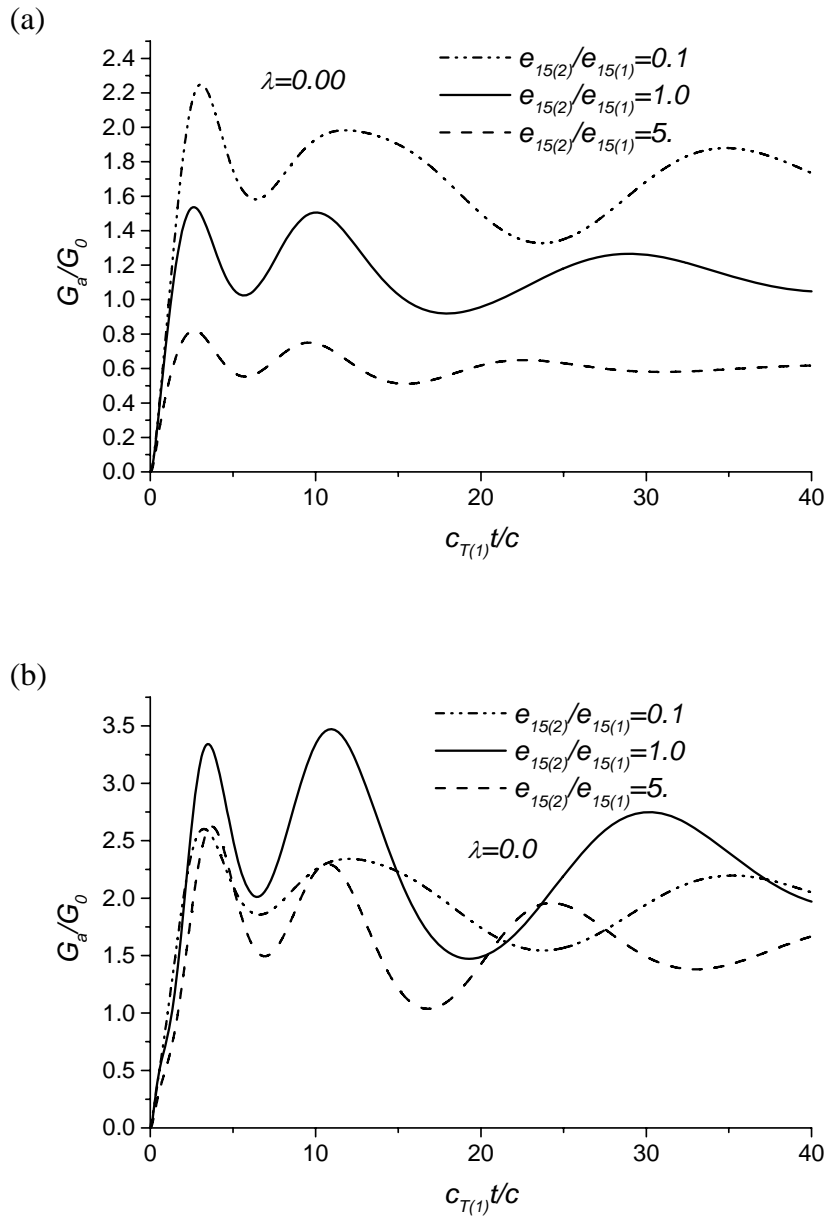 (a)
2.4
2.2
2.0
1.8
1.6
1.4
1.2
1.0
0.8
0.6
0.4
0.2
0.0
G_a/G_0
λ=0.00
e_15(2)/e_15(1)=0.1
e_15(2)/e_15(1)=1.0
e_15(2)/e_15(1)=5.
0 10 20 30 40
c_T(1)t/c
(b)
3.5
3.0
2.5
2.0
1.5
1.0
0.5
0.0
G_a/G_0
e_15(2)/e_15(1)=0.1
e_15(2)/e_15(1)=1.0
e_15(2)/e_15(1)=5.
λ=0.0
0 10 20 30 40
c_T(1)t/c